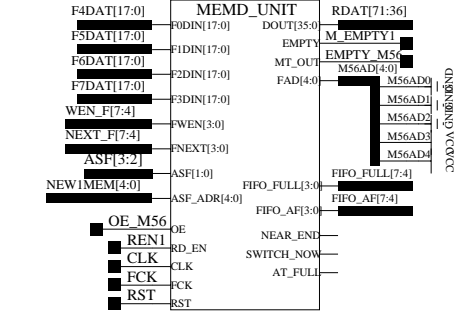 MEMD_UNIT
F4DAT[17:0]
F0DIN[17:0]
F5DAT[17:0]
F1DIN[17:0]
F6DAT[17:0]
F2DIN[17:0]
F7DAT[17:0]
F3DIN[17:0]
WEN_F[7:4]
FWEN[3:0]
NEXT_F[7:4]
FNEXT[3:0]
ASF[3:2]
ASF[1:0]
NEW1MEM[4:0]
ASF_ADR[4:0]
OE_M56
OE
REN1
RD_EN
CLK
CLK
FCK
FCK
RST
RST
RDAT[71:36]
DOUT[35:0]
M_EMPTY1
EMPTY
EMPTY_M56
MT_OUT
M56AD[4:0]
FAD[4:0]
M56AD0
GND
M56AD1
GND
M56AD2
GND
M56AD3
VCC
M56AD4
VCC
FIFO_FULL[7:4]
FIFO_FULL[3:0]
FIFO_AF[7:4]
FIFO_AF[3:0]
NEAR_END
SWITCH_NOW
AT_FULL